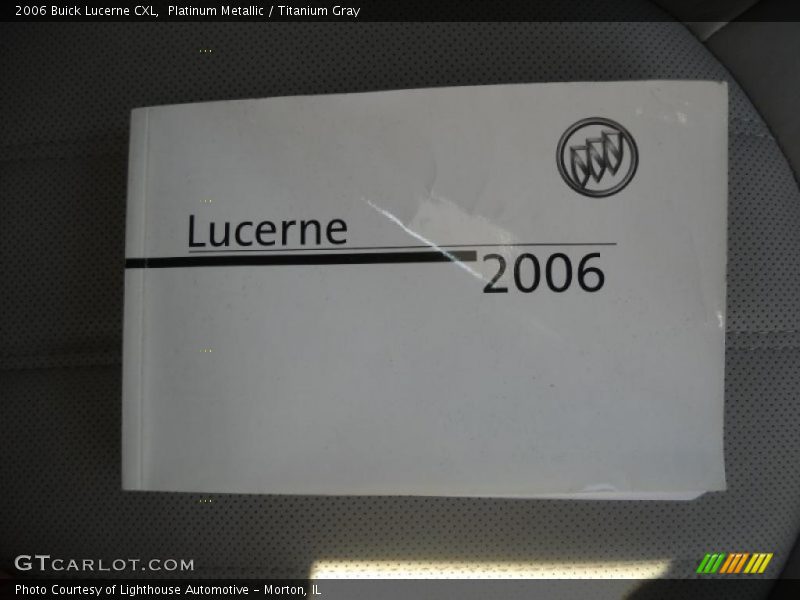 2006 Buick Lucerne CXL,  Platinum Metallic / Titanium Gray
Lucerne
2006
GTCARLOT.COM
Photo Courtesy of Lighthouse Automotive - Morton, IL